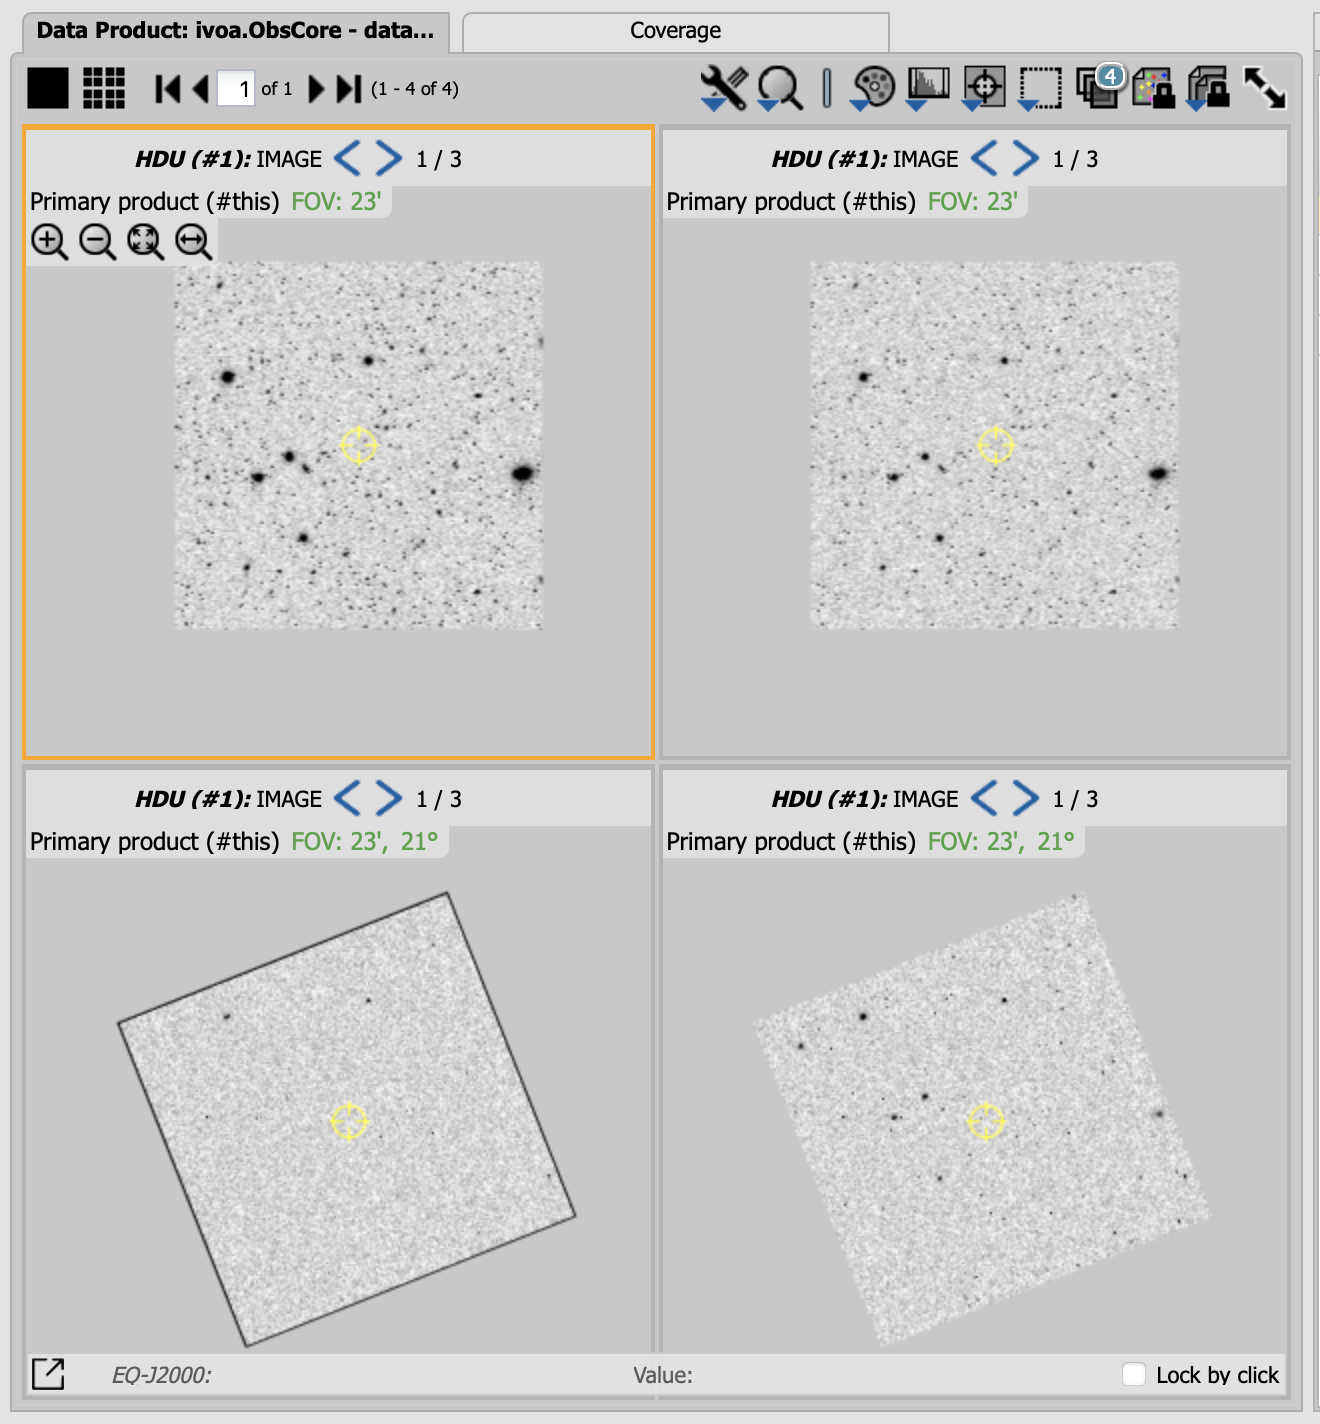 Data Product: ivoa.ObsCore - data...
Coverage
1 of 1 (1 - 4 of 4)
4
HDU (#1): IMAGE 1 / 3
Primary product (#this) FOV: 23'
HDU (#1): IMAGE 1 / 3
Primary product (#this) FOV: 23'
HDU (#1): IMAGE 1 / 3
Primary product (#this) FOV: 23', 21°
HDU (#1): IMAGE 1 / 3
Primary product (#this) FOV: 23', 21°
EQ-J2000:
Value:
Lock by click